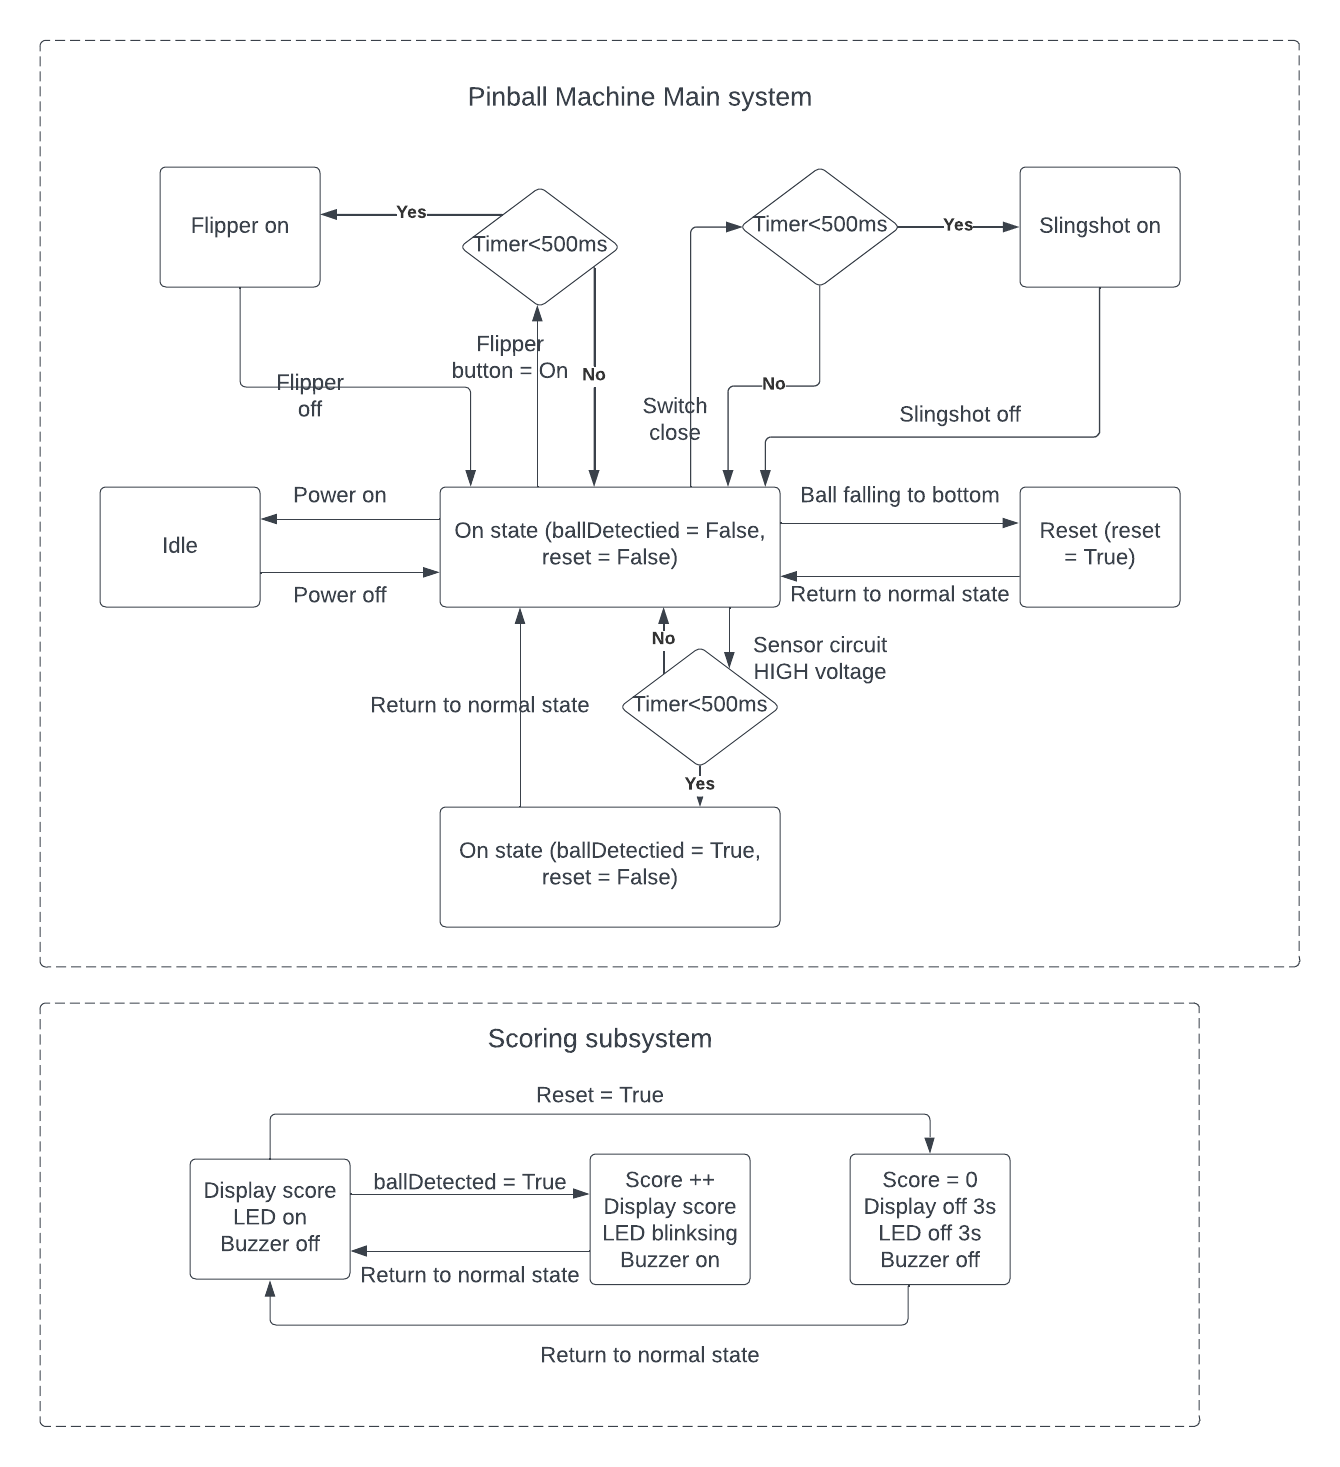 Pinball Machine Main system
Flipper on
Yes
Timer<500ms
Timer<500ms
Yes
Slingshot on
Flipper
button = On
No
Flipper
off
Switch
close
No
Slingshot off
Idle
Power on
Power off
On state (ballDetectied = False,
reset = False)
Ball falling to bottom
Return to normal state
Reset (reset
= True)
No
Sensor circuit
HIGH voltage
Return to normal state
Timer<500ms
Yes
On state (ballDetectied = True,
reset = False)
Scoring subsystem
Reset = True
Display score
LED on
Buzzer off
ballDetected = True
Return to normal state
Score ++
Display score
LED blinksing
Buzzer on
Score = 0
Display off 3s
LED off 3s
Buzzer off
Return to normal state